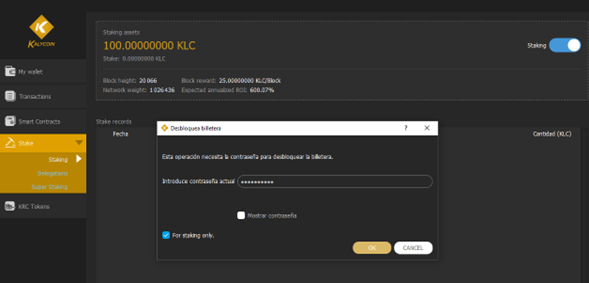 KALYCOIN
Staking assets
100.00000000 KLC
Stake: 0.00000000 KLC
Staking
Block height: 20 066 Block reward: 25.00000000 KLC/Block
Network weight: 1 026 436 Expected annualized ROI: 600.07%
My wallet
Transactions
Smart Contracts
Stake
Staking
Delegations
Super Staking
KRC Tokens
Stake records
Fecha Cantidad (KLC)
Desbloquea billetera ? X
Esta operación necesita la contraseña para desbloquear la billetera.
Introduce contraseña actual ••••••••••
Mostrar contraseña
For staking only.
OK CANCEL